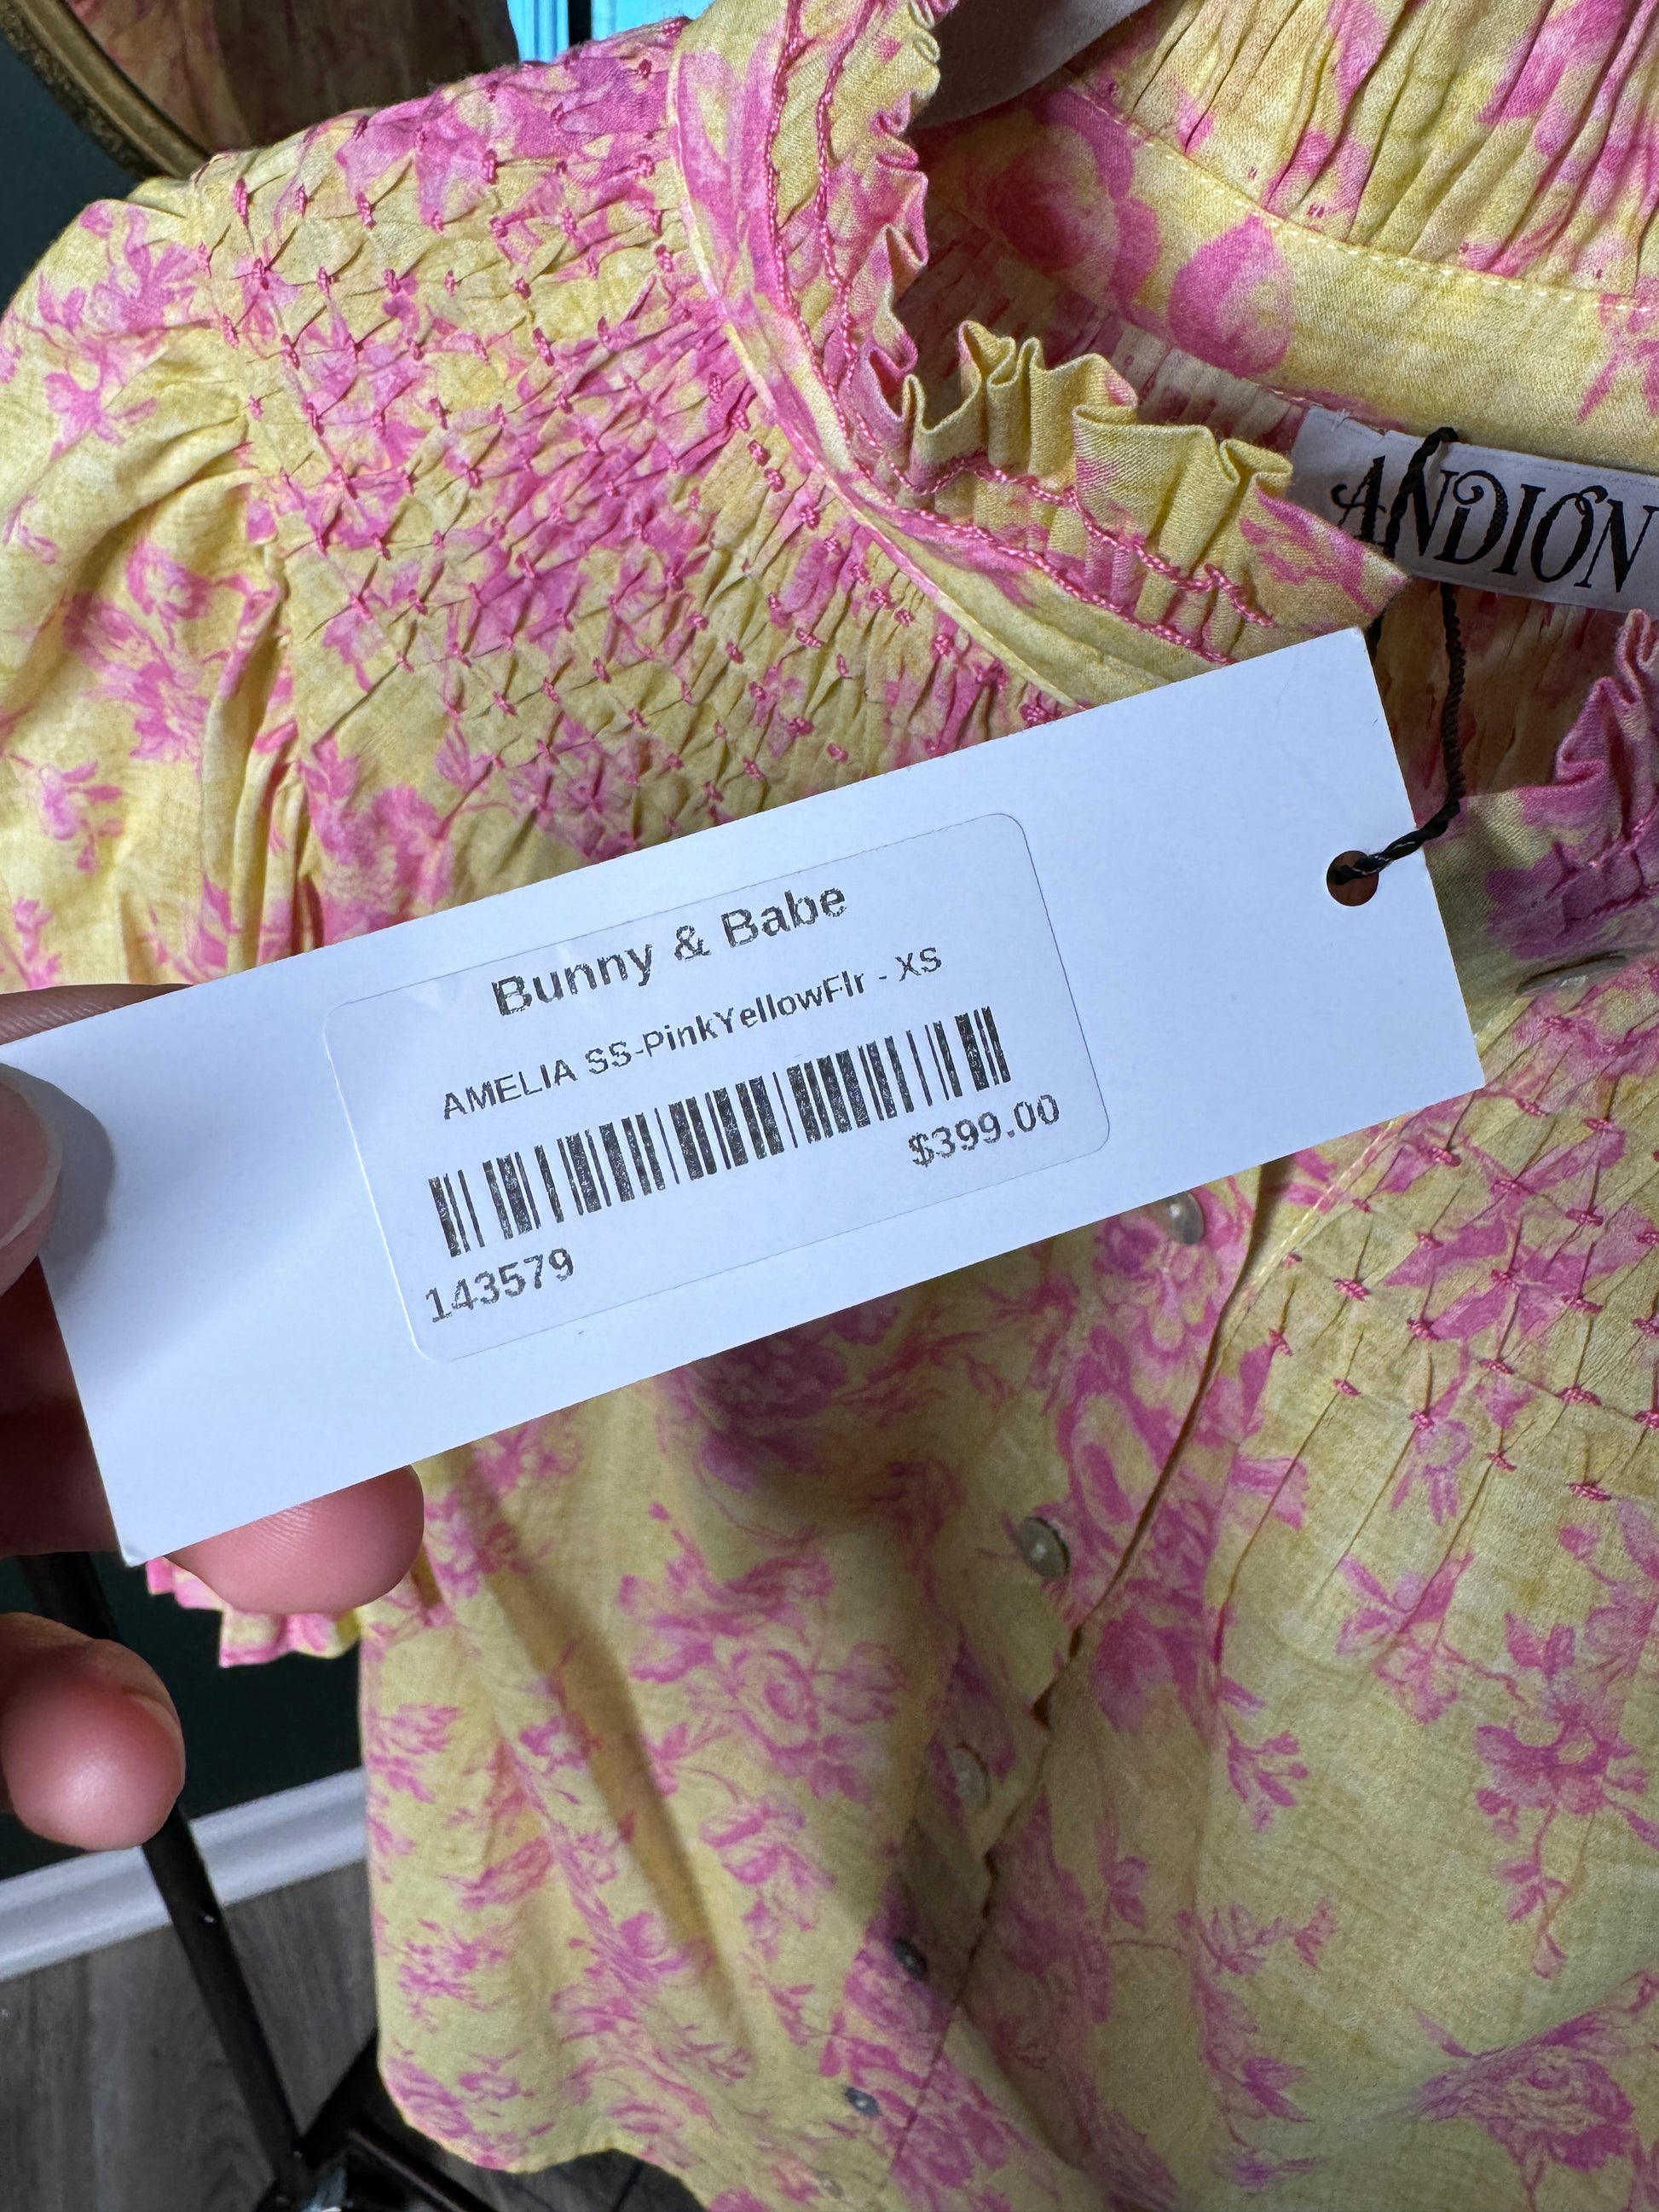 ANDION
Bunny & Babe
AMELIA SS-PinkYellowFlr - XS
$399.00
143579